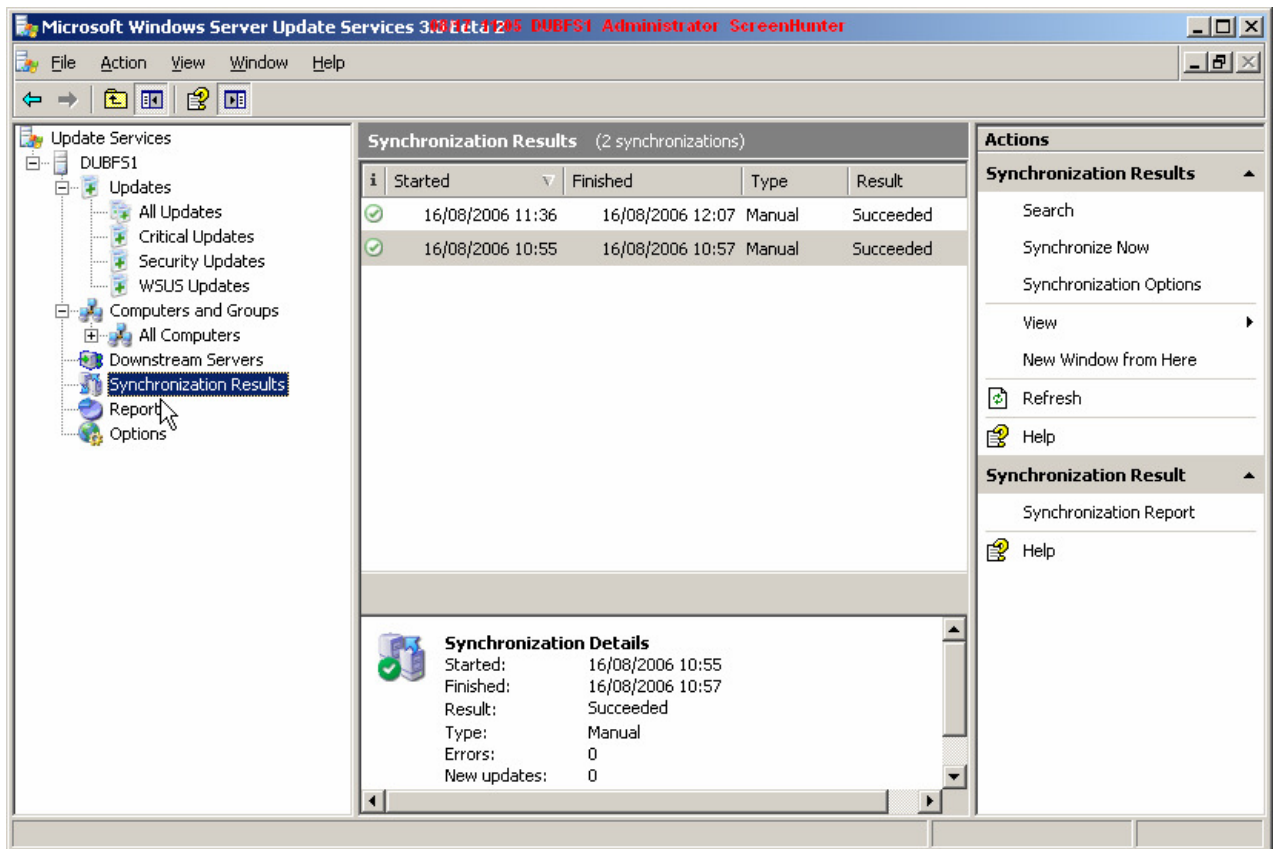 Microsoft Windows Server Update Services 3.0 Beta 2
DUBFS1 Administrator ScreenHunter
File Action View Window Help
Update Services
DUBFS1
Updates
All Updates
Critical Updates
Security Updates
WSUS Updates
Computers and Groups
All Computers
Downstream Servers
Synchronization Results
Report
Options
Synchronization Results (2 synchronizations)
i Started Finished Type Result
16/08/2006 11:36 16/08/2006 12:07 Manual Succeeded
16/08/2006 10:55 16/08/2006 10:57 Manual Succeeded
Synchronization Details
Started: 16/08/2006 10:55
Finished: 16/08/2006 10:57
Result: Succeeded
Type: Manual
Errors: 0
New updates: 0
Actions
Synchronization Results
Search
Synchronize Now
Synchronization Options
View
New Window from Here
Refresh
Help
Synchronization Result
Synchronization Report
Help